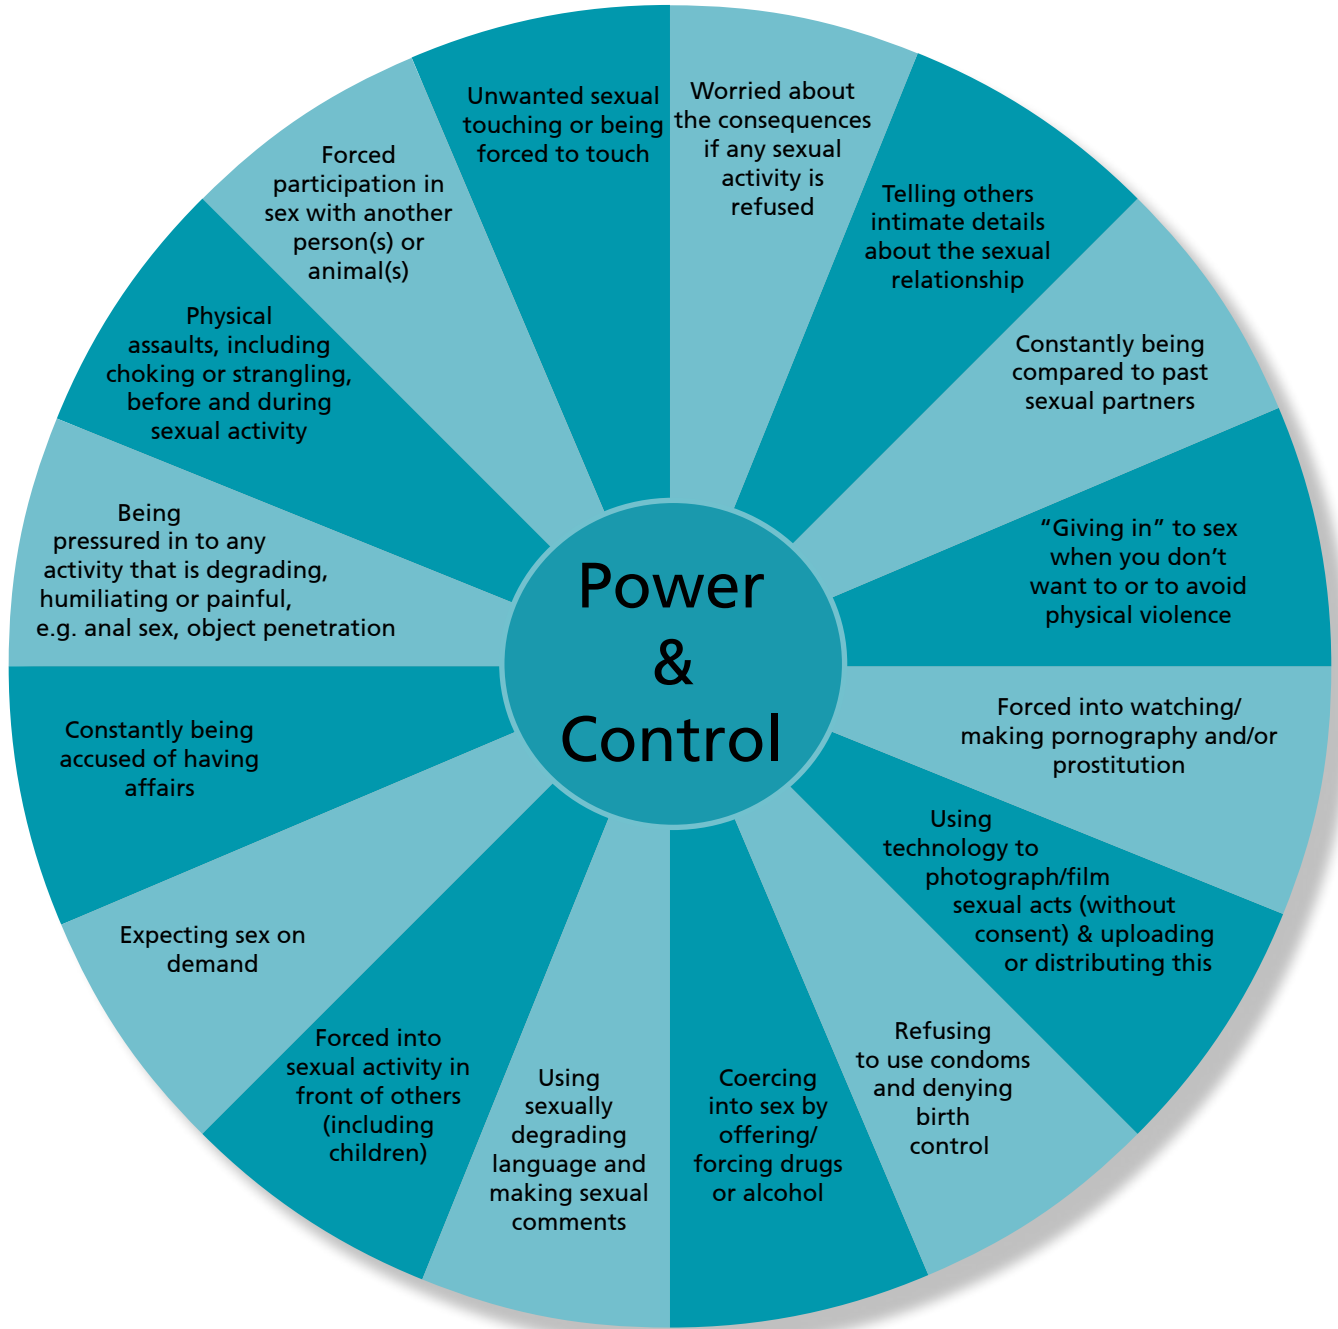 Unwanted sexual
touching or being
forced to touch
Worried about
the consequences
if any sexual
activity is
refused
Telling others
intimate details
about the sexual
relationship
Constantly being
compared to past
sexual partners
“Giving in” to sex
when you don’t
want to or to avoid
physical violence
Forced into watching/
making pornography and/or
prostitution
Using
technology to
photograph/film
sexual acts (without
consent) & uploading
or distributing this
Refusing
to use condoms
and denying
birth
control
Coercing
into sex by
offering/
forcing drugs
or alcohol
Using
sexually
degrading
language and
making sexual
comments
Forced into
sexual activity in
front of others
(including
children)
Expecting sex on
demand
Constantly being
accused of having
affairs
Being
pressured in to any
activity that is degrading,
humiliating or painful,
e.g. anal sex, object penetration
Physical
assaults, including
choking or strangling,
before and during
sexual activity
Forced
participation in
sex with another
person(s) or
animal(s)
Power
&
Control